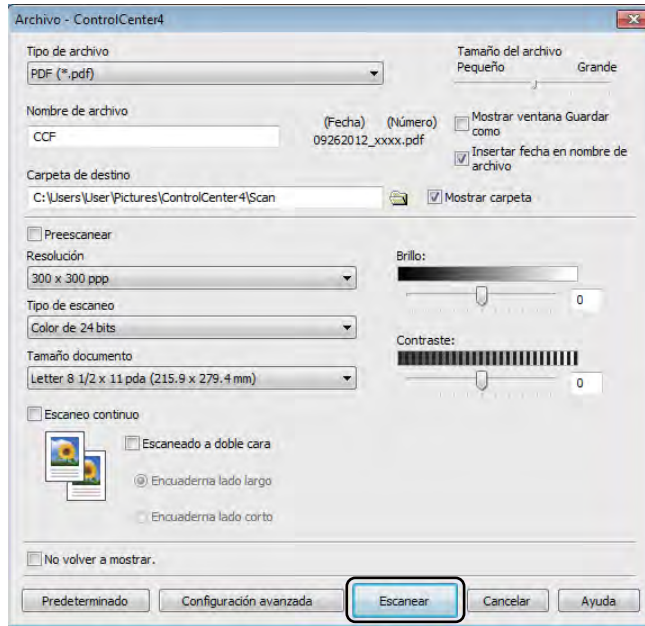 Archivo - ControlCenter4
Tipo de archivo
PDF (*.pdf)
Tamaño del archivo
Pequeño Grande
Nombre de archivo
CCF
(Fecha) (Número)
09262012_xxxx.pdf
Mostrar ventana Guardar
como
Insertar fecha en nombre de
archivo
Carpeta de destino
C:\Users\User\Pictures\ControlCenter4\Scan
Mostrar carpeta
Preescanear
Resolución
300 x 300 ppp
Tipo de escaneo
Color de 24 bits
Tamaño documento
Letter 8 1/2 x 11 pda (215.9 x 279.4 mm)
Brillo:
0
Contraste:
0
Escaneo continuo
Escaneado a doble cara
Encuaderna lado largo
Encuaderna lado corto
No volver a mostrar.
Predeterminado Configuración avanzada Escanear Cancelar Ayuda